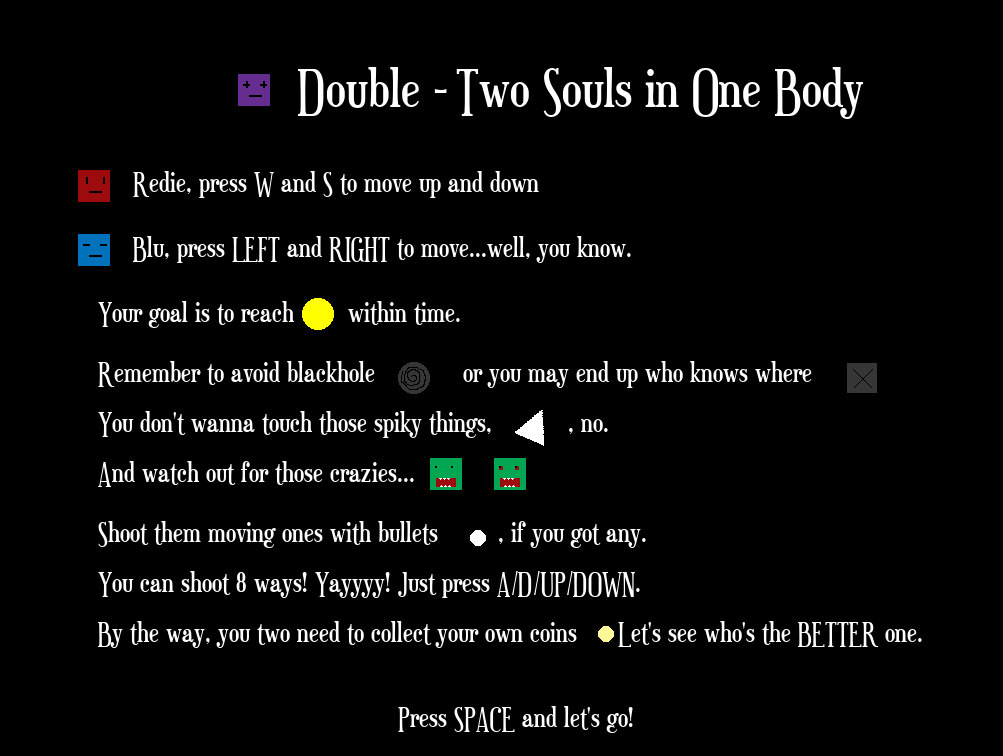 Double - Two Souls in One Body
Redie, press W and S to move up and down
Blu, press LEFT and RIGHT to move...well, you know.
Your goal is to reach within time.
Remember to avoid blackhole or you may end up who knows where
You don't wanna touch those spiky things, , no.
And watch out for those crazies...
Shoot them moving ones with bullets , if you got any.
You can shoot 8 ways! Yayyyy! Just press A/D/UP/DOWN.
By the way, you two need to collect your own coins Let's see who's the BETTER one.
Press SPACE and let's go!